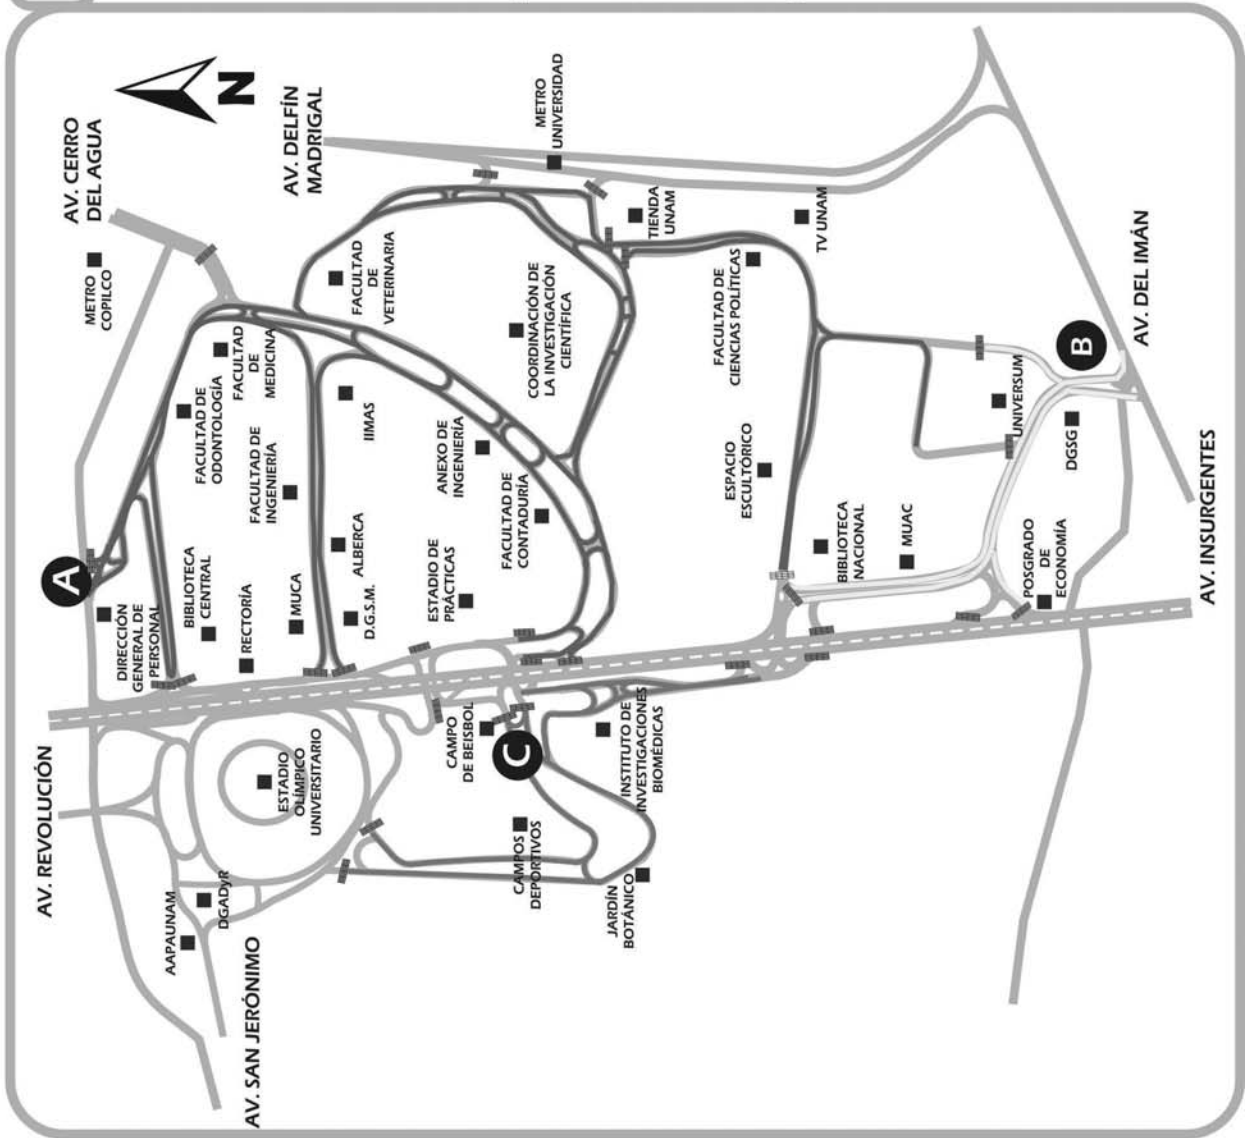 AV. REVOLUCIÓN
AV. CERRO
DEL AGUA
METRO
COPILCO
N
AV. DELFÍN
MADRIGAL
METRO
UNIVERSIDAD
A
DIRECCIÓN
GENERAL DE
PERSONAL
BIBLIOTECA
CENTRAL
RECTORÍA
FACULTAD DE
ODONTOLOGÍA
FACULTAD
DE
MEDICINA
FACULTAD DE
INGENIERÍA
MUCA
FACULTAD
DE
VETERINARIA
IIMAS
ALBERCA
D.G.S.M.
ANEXO DE
INGENIERÍA
ESTADIO DE
PRÁCTICAS
FACULTAD DE
CONTADURÍA
COORDINACIÓN DE
LA INVESTIGACIÓN
CIENTÍFICA
TIENDA
UNAM
TV UNAM
FACULTAD DE
CIENCIAS POLÍTICAS
ESPACIO
ESCULTÓRICO
BIBLIOTECA
NACIONAL
MUAC
UNIVERSUM
B
DGSG
POSGRADO
DE
ECONOMÍA
AV. DEL IMÁN
AV. INSURGENTES
AAPAUNAM
DGADyR
ESTADIO
OLÍMPICO
UNIVERSITARIO
CAMPO
DE BEISBOL
C
CAMPOS
DEPORTIVOS
INSTITUTO DE
INVESTIGACIONES
BIOMÉDICAS
JARDÍN
BOTÁNICO
AV. SAN JERÓNIMO